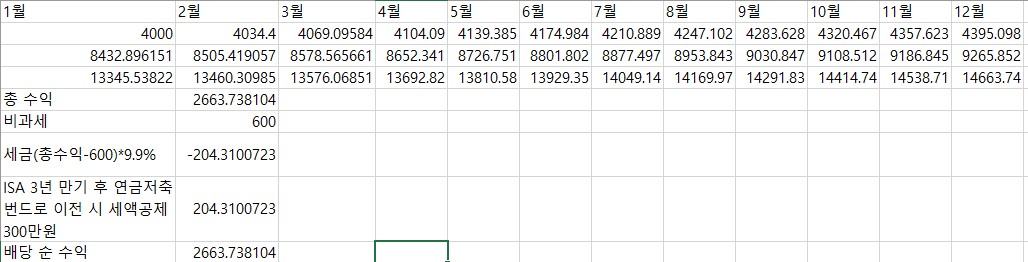 1월 2월 3월 4월 5월 6월 7월 8월 9월 10월 11월 12월
4000 4034.4 4069.09584 4104.09 4139.385 4174.984 4210.889 4247.102 4283.628 4320.467 4357.623 4395.098
8432.896151 8505.419057 8578.565661 8652.341 8726.751 8801.802 8877.497 8953.843 9030.847 9108.512 9186.845 9265.852
13345.53822 13460.30985 13576.06851 13692.82 13810.58 13929.35 14049.14 14169.97 14291.83 14414.74 14538.71 14663.74
총 수익 2663.738104
비과세 600
세금(총수익-600)*9.9% -204.3100723
ISA 3년 만기 후 연금저축
번드로 이전 시 세액공제 204.3100723
300만원
배당 순 수익 2663.738104